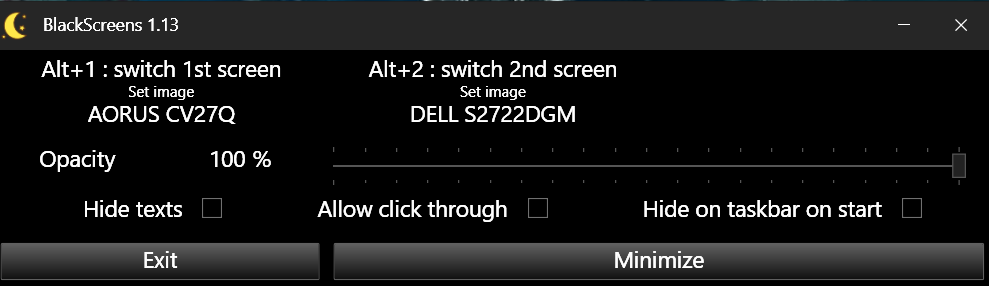 BlackScreens 1.13
Alt+1 : switch 1st screen Alt+2 : switch 2nd screen
Set image Set image
AORUS CV27Q DELL S2722DGM
Opacity 100 %
Hide texts Allow click through Hide on taskbar on start
Exit Minimize